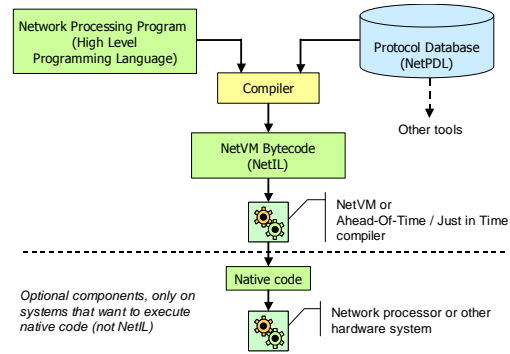 Network Processing Program
(High Level
Programming Language)
Protocol Database
(NetPDL)
Compiler
Other tools
NetVM Bytecode
(NetIL)
NetVM or
Ahead-Of-Time / Just in Time
compiler
Native code
Optional components, only on
systems that want to execute
native code (not NetIL)
Network processor or other
hardware system